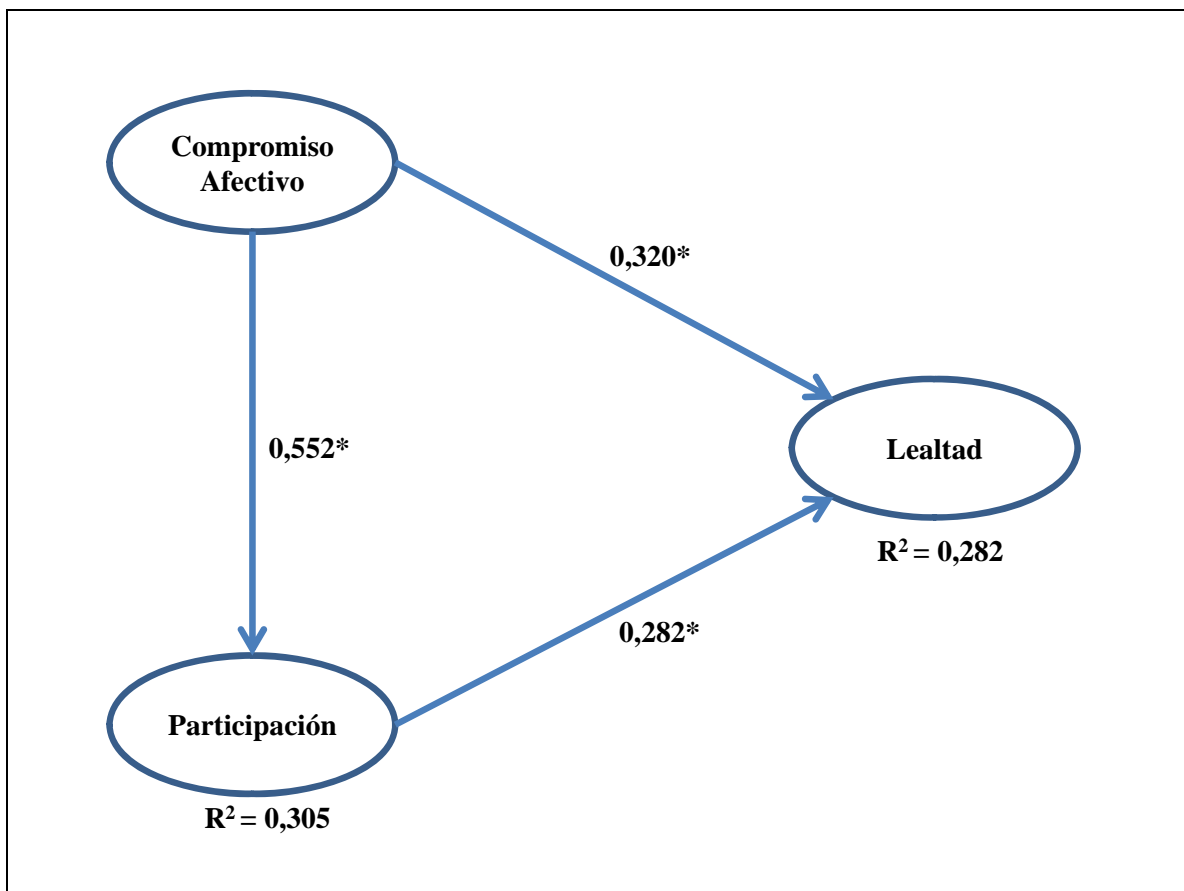 Compromiso
Afectivo
0,320*
0,552*
Lealtad
R² = 0,282
0,282*
Participación
R² = 0,305